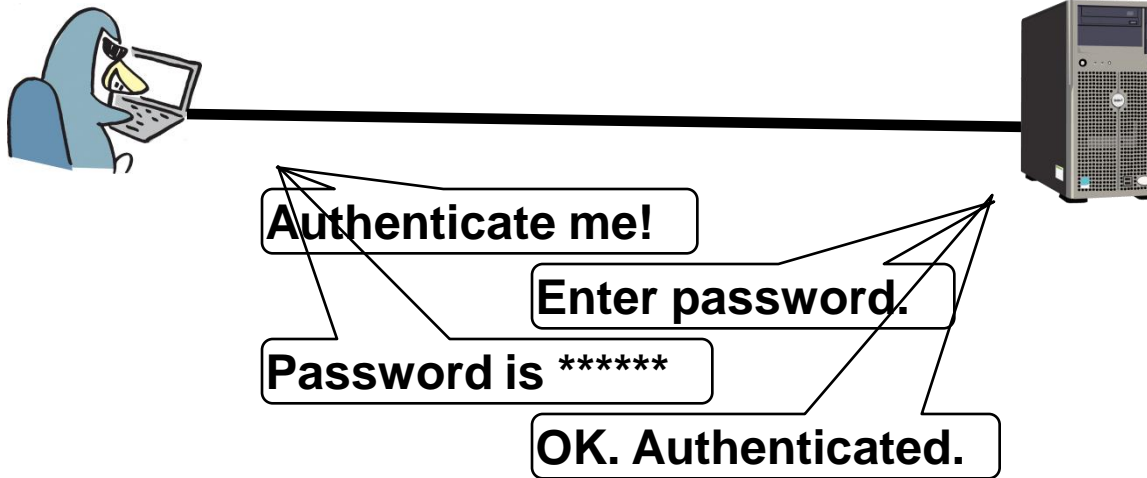 Authenticate me!
Enter password.
Password is ******
OK. Authenticated.